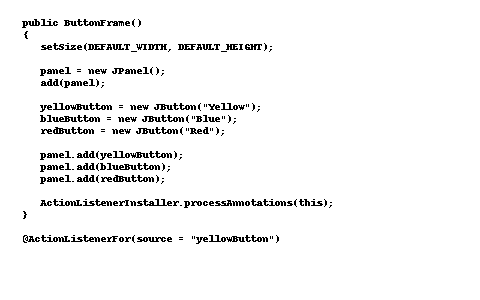 public ButtonFrame()
{
   setSize(DEFAULT_WIDTH, DEFAULT_HEIGHT);

   panel = new JPanel();
   add(panel);

   yellowButton = new JButton("Yellow");
   blueButton = new JButton("Blue");
   redButton = new JButton("Red");

   panel.add(yellowButton);
   panel.add(blueButton);
   panel.add(redButton);

   ActionListenerInstaller.processAnnotations(this);
}

@ActionListenerFor(source = "yellowButton")